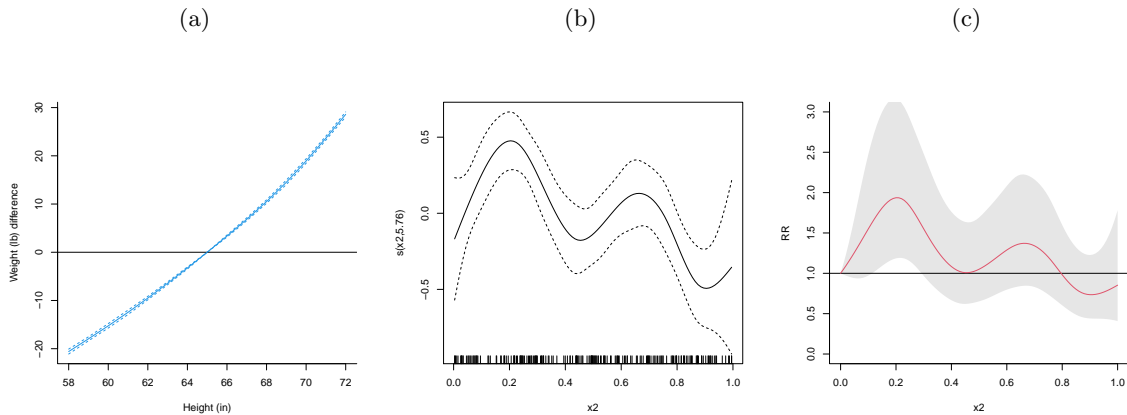 (a) (b) (c)
Weight (lb) difference
30
20
10
0
−10
−20
58 60 62 64 66 68 70 72
Height (in)
s(x2,5.76)
0.5
0.0
−0.5
0.0 0.2 0.4 0.6 0.8 1.0
x2
RR
3.0
2.5
2.0
1.5
1.0
0.5
0.0
0.0 0.2 0.4 0.6 0.8 1.0
x2